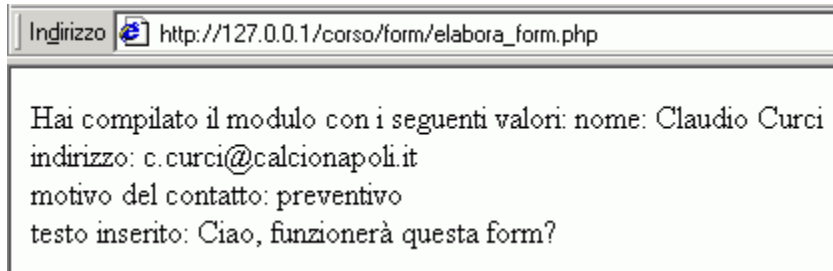 Indirizzo http://127.0.0.1/corso/form/elabora_form.php
Hai compilato il modulo con i seguenti valori: nome: Claudio Curci
indirizzo: c.curci@calcionapoli.it
motivo del contatto: preventivo
testo inserito: Ciao, funzionerà questa form?